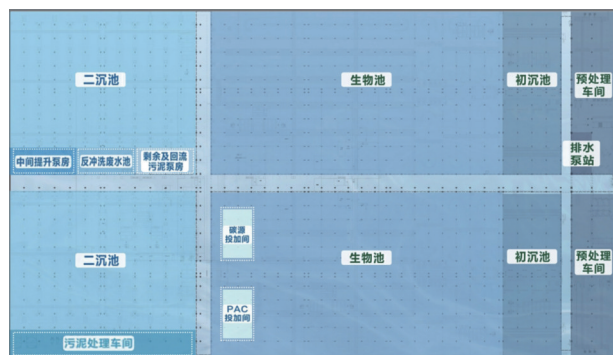 二沉池
生物池
初沉池
预处理
车间
中间提升泵房
反冲洗废水池
剩余及回流
污泥泵房
排水
泵站
碳源
投加间
二沉池
生物池
初沉池
预处理
车间
PAC
投加间
污泥处理车间